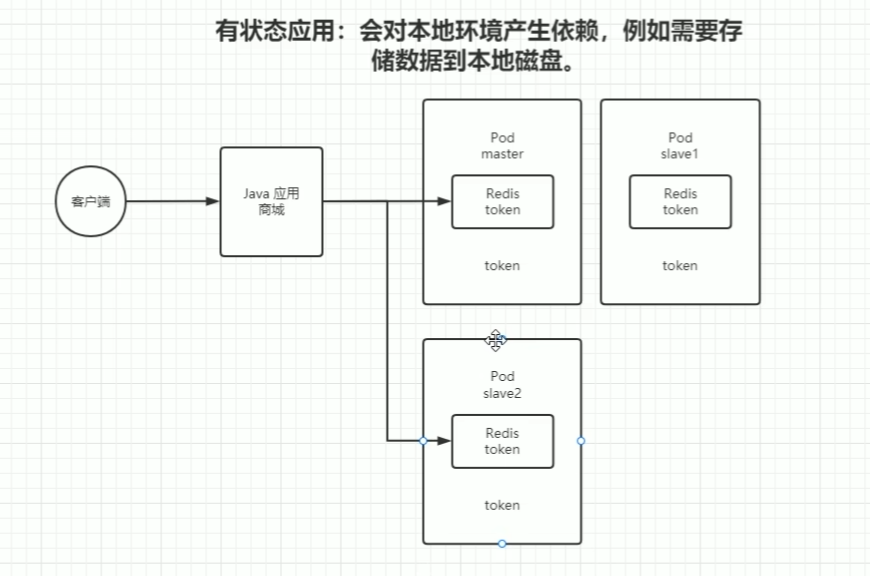 有状态应用：会对本地环境产生依赖，例如需要存
储数据到本地磁盘。
客户端
Java 应用
商城
Pod
master
Redis
token
token
Pod
slave1
Redis
token
token
Pod
slave2
Redis
token
token